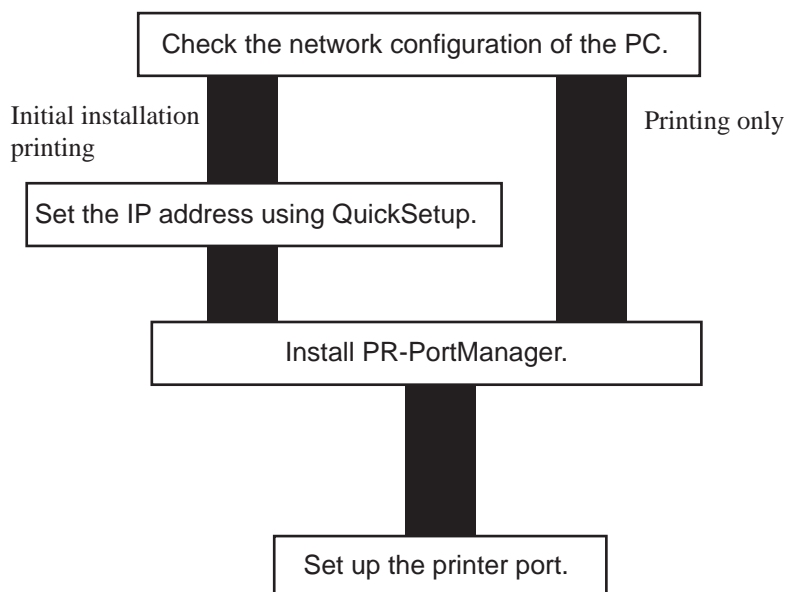 Check the network configuration of the PC.
Initial installation
printing
Printing only
Set the IP address using QuickSetup.
Install PR-PortManager.
Set up the printer port.